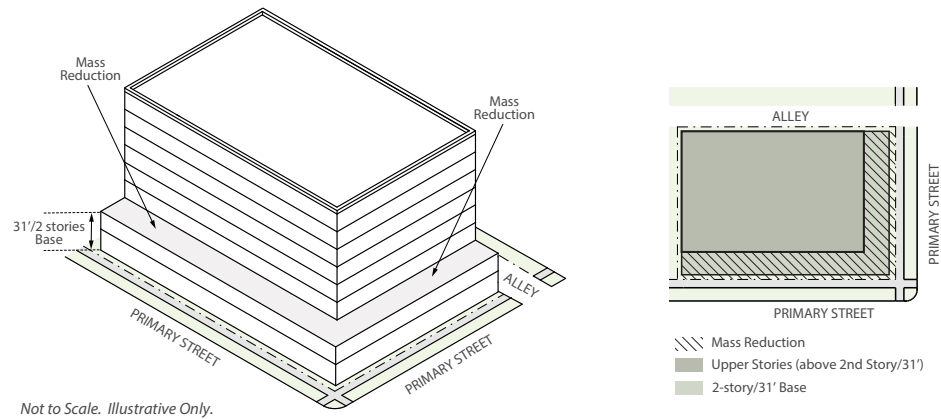 Mass
Reduction
Mass
Reduction
31'/2 stories
Base
PRIMARY STREET
PRIMARY STREET
ALLEY
Not to Scale. Illustrative Only.
ALLEY
PRIMARY STREET
PRIMARY STREET
Mass Reduction
Upper Stories (above 2nd Story/31')
2-story/31' Base